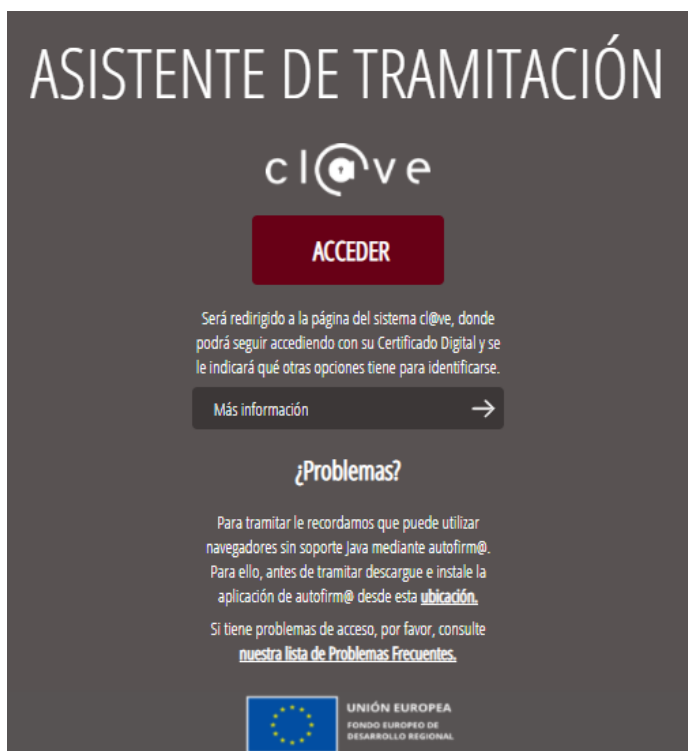 ASISTENTE DE TRAMITACIÓN
cl@ve
ACCEDER
Será redirigido a la página del sistema cl@ve, donde
podrá seguir accediendo con su Certificado Digital y se
le indicará qué otras opciones tiene para identificarse.
Más información
¿Problemas?
Para tramitar le recordamos que puede utilizar
navegadores sin soporte Java mediante autofirm@.
Para ello, antes de tramitar descargue e instale la
aplicación de autofirm@ desde esta ubicación.
Si tiene problemas de acceso, por favor, consulte
nuestra lista de Problemas Frecuentes.
UNIÓN EUROPEA
FONDO EUROPEO DE
DESARROLLO REGIONAL